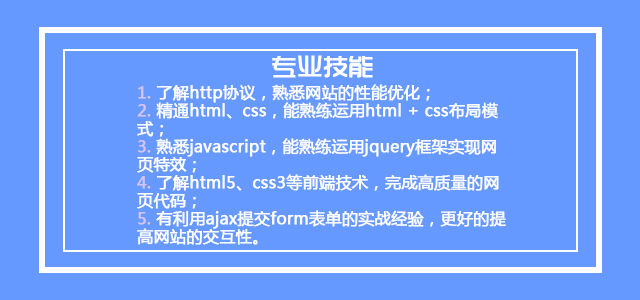 专业技能
1. 了解http协议，熟悉网站的性能优化；
2. 精通html、css，能熟练运用html + css布局模
式；
3. 熟悉javascript，能熟练运用jquery框架实现网
页特效；
4. 了解html5、css3等前端技术，完成高质量的网
页代码；
5. 有利用ajax提交form表单的实战经验，更好的提
高网站的交互性。